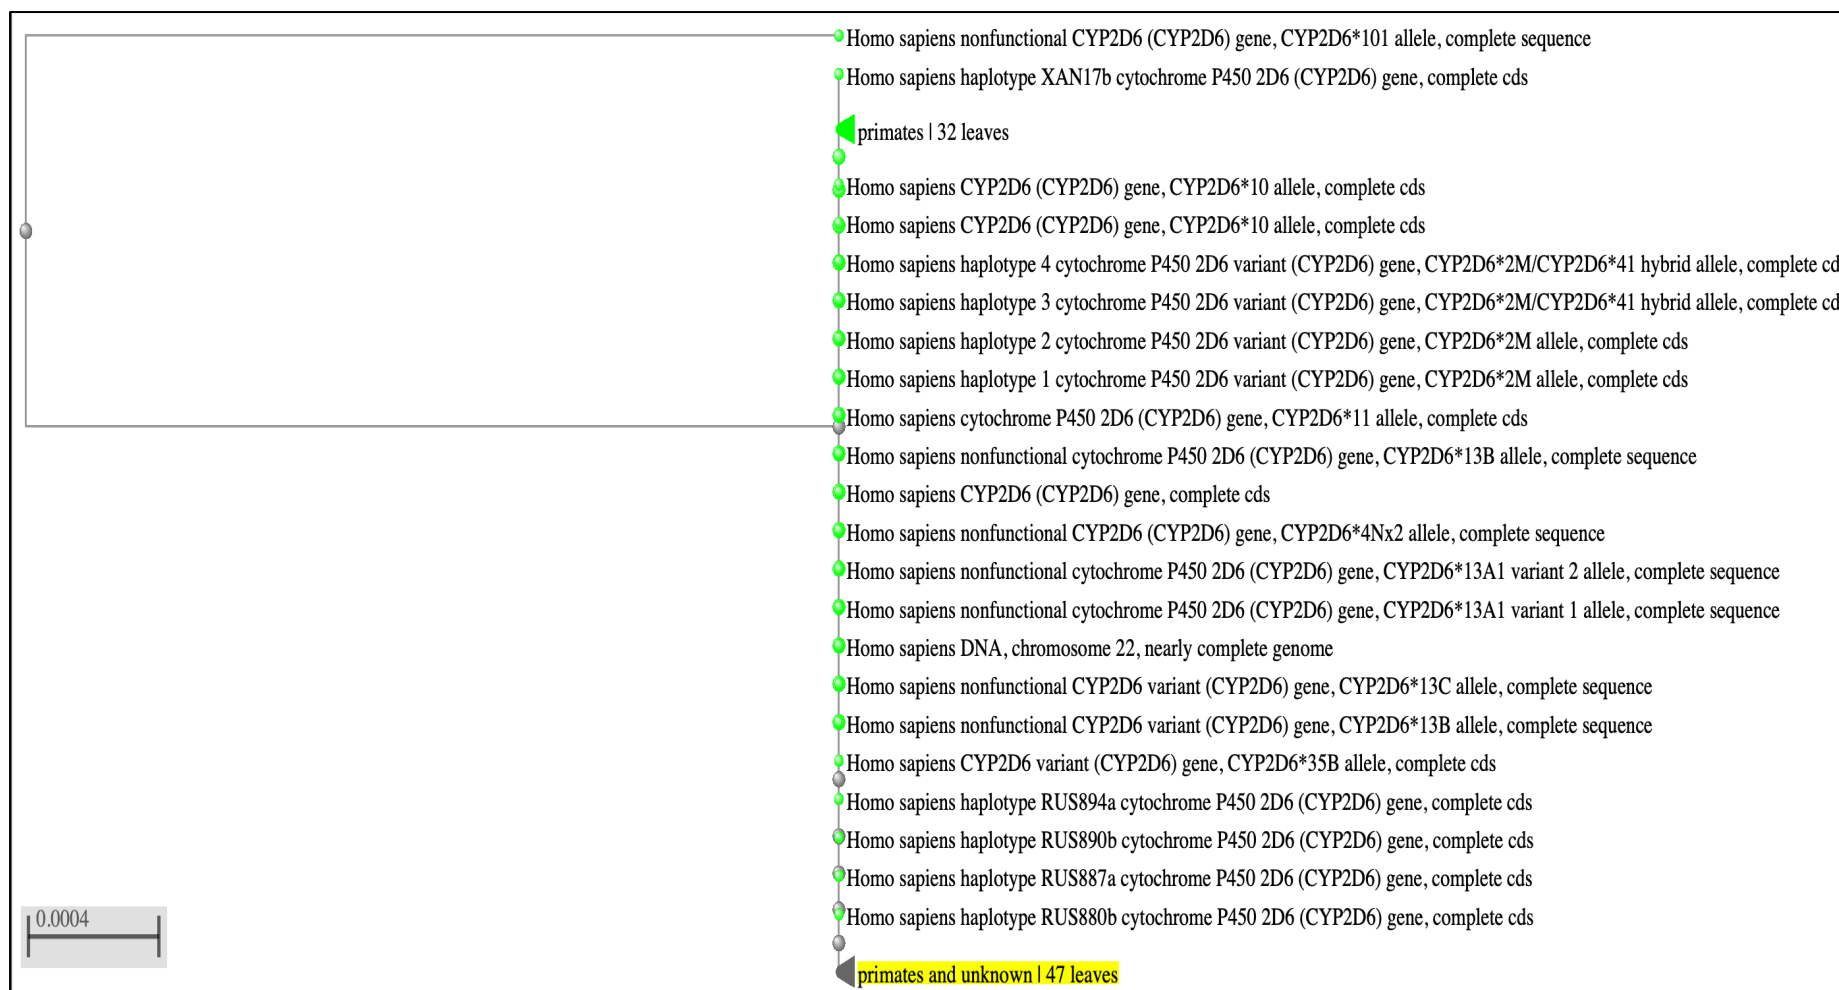 Homo sapiens nonfunctional CYP2D6 (CYP2D6) gene, CYP2D6*101 allele, complete sequence
Homo sapiens haplotype XAN17b cytochrome P450 2D6 (CYP2D6) gene, complete cds
primates | 32 leaves
Homo sapiens CYP2D6 (CYP2D6) gene, CYP2D6*10 allele, complete cds
Homo sapiens CYP2D6 (CYP2D6) gene, CYP2D6*10 allele, complete cds
Homo sapiens haplotype 4 cytochrome P450 2D6 variant (CYP2D6) gene, CYP2D6*2M/CYP2D6*41 hybrid allele, complete cd
Homo sapiens haplotype 3 cytochrome P450 2D6 variant (CYP2D6) gene, CYP2D6*2M/CYP2D6*41 hybrid allele, complete cd
Homo sapiens haplotype 2 cytochrome P450 2D6 variant (CYP2D6) gene, CYP2D6*2M allele, complete cds
Homo sapiens haplotype 1 cytochrome P450 2D6 variant (CYP2D6) gene, CYP2D6*2M allele, complete cds
Homo sapiens cytochrome P450 2D6 (CYP2D6) gene, CYP2D6*11 allele, complete cds
Homo sapiens nonfunctional cytochrome P450 2D6 (CYP2D6) gene, CYP2D6*13B allele, complete sequence
Homo sapiens CYP2D6 (CYP2D6) gene, complete cds
Homo sapiens nonfunctional CYP2D6 (CYP2D6) gene, CYP2D6*4Nx2 allele, complete sequence
Homo sapiens nonfunctional cytochrome P450 2D6 (CYP2D6) gene, CYP2D6*13A1 variant 2 allele, complete sequence
Homo sapiens nonfunctional cytochrome P450 2D6 (CYP2D6) gene, CYP2D6*13A1 variant 1 allele, complete sequence
Homo sapiens DNA, chromosome 22, nearly complete genome
Homo sapiens nonfunctional CYP2D6 variant (CYP2D6) gene, CYP2D6*13C allele, complete sequence
Homo sapiens nonfunctional CYP2D6 variant (CYP2D6) gene, CYP2D6*13B allele, complete sequence
Homo sapiens CYP2D6 variant (CYP2D6) gene, CYP2D6*35B allele, complete cds
Homo sapiens haplotype RUS894a cytochrome P450 2D6 (CYP2D6) gene, complete cds
Homo sapiens haplotype RUS890b cytochrome P450 2D6 (CYP2D6) gene, complete cds
Homo sapiens haplotype RUS887a cytochrome P450 2D6 (CYP2D6) gene, complete cds
Homo sapiens haplotype RUS880b cytochrome P450 2D6 (CYP2D6) gene, complete cds
0.0004
primates and unknown | 47 leaves